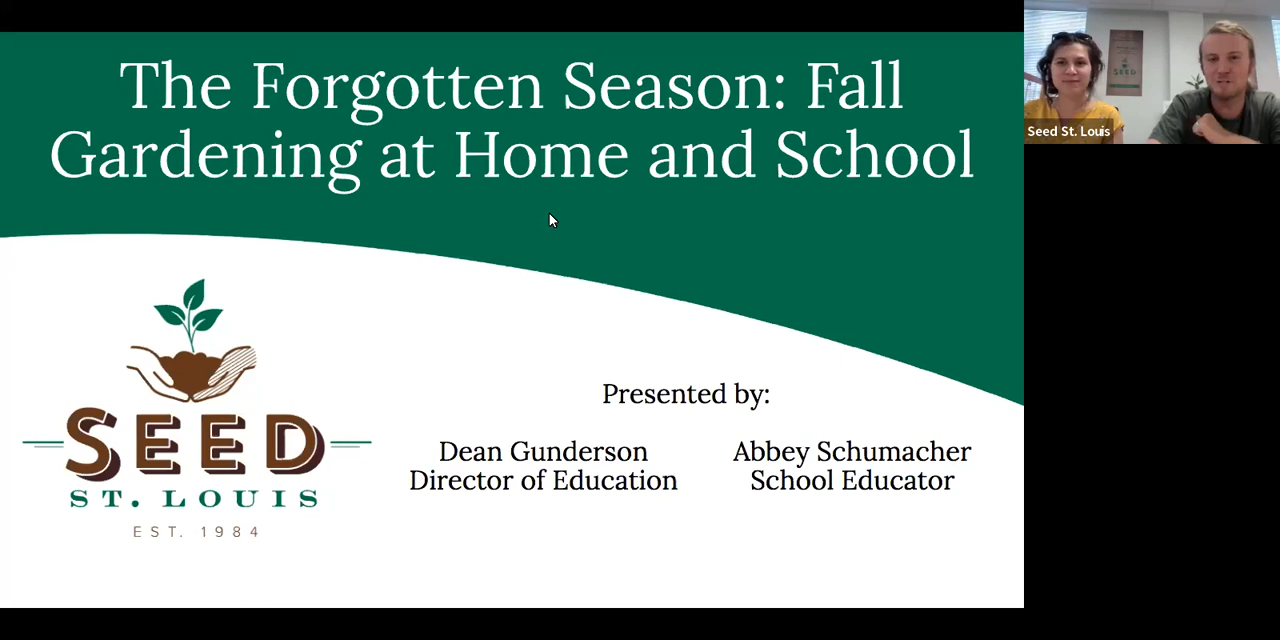 The Forgotten Season: Fall
Gardening at Home and School
SEED
ST. LOUIS
EST. 1984
Presented by:
Dean Gunderson
Director of Education
Abbey Schumacher
School Educator
SEED
Seed St. Louis